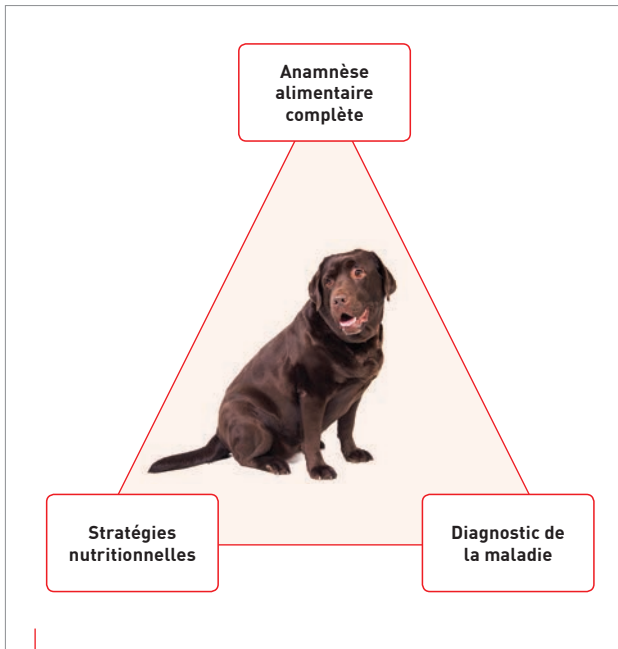 Anamnèse
alimentaire
complète
Stratégies
nutritionnelles
Diagnostic de
la maladie